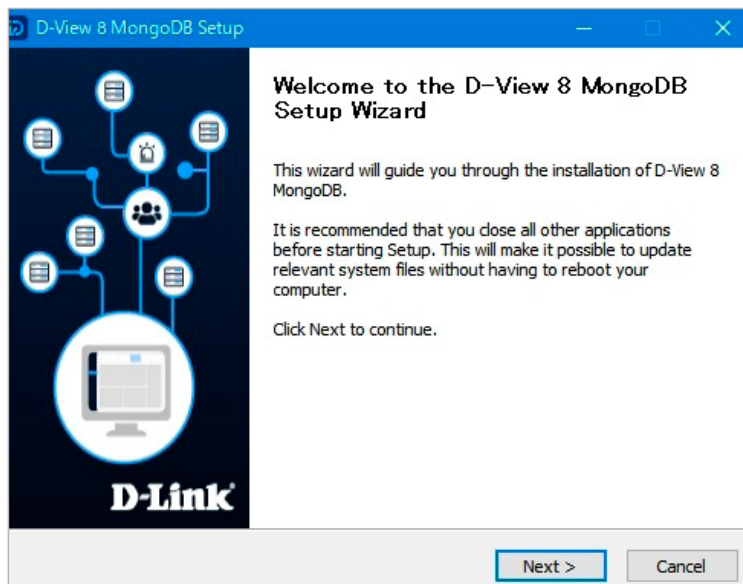 D-View 8 MongoDB Setup
Welcome to the D-View 8 MongoDB
Setup Wizard
This wizard will guide you through the installation of D-View 8
MongoDB.
It is recommended that you close all other applications
before starting Setup. This will make it possible to update
relevant system files without having to reboot your
computer.
Click Next to continue.
D-Link
Next >
Cancel